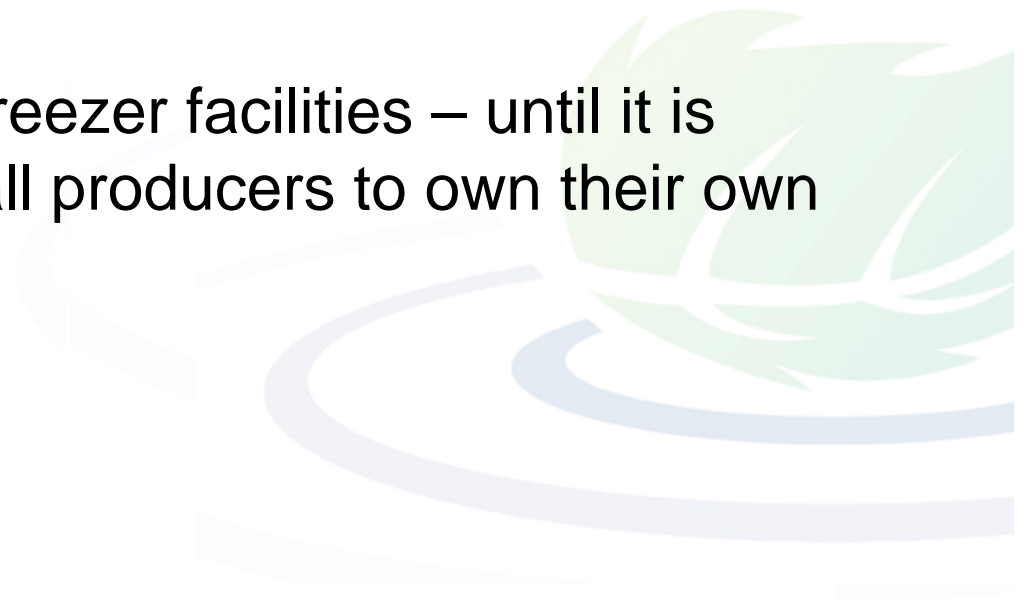 reezer facilities – until it is
ll producers to own their own